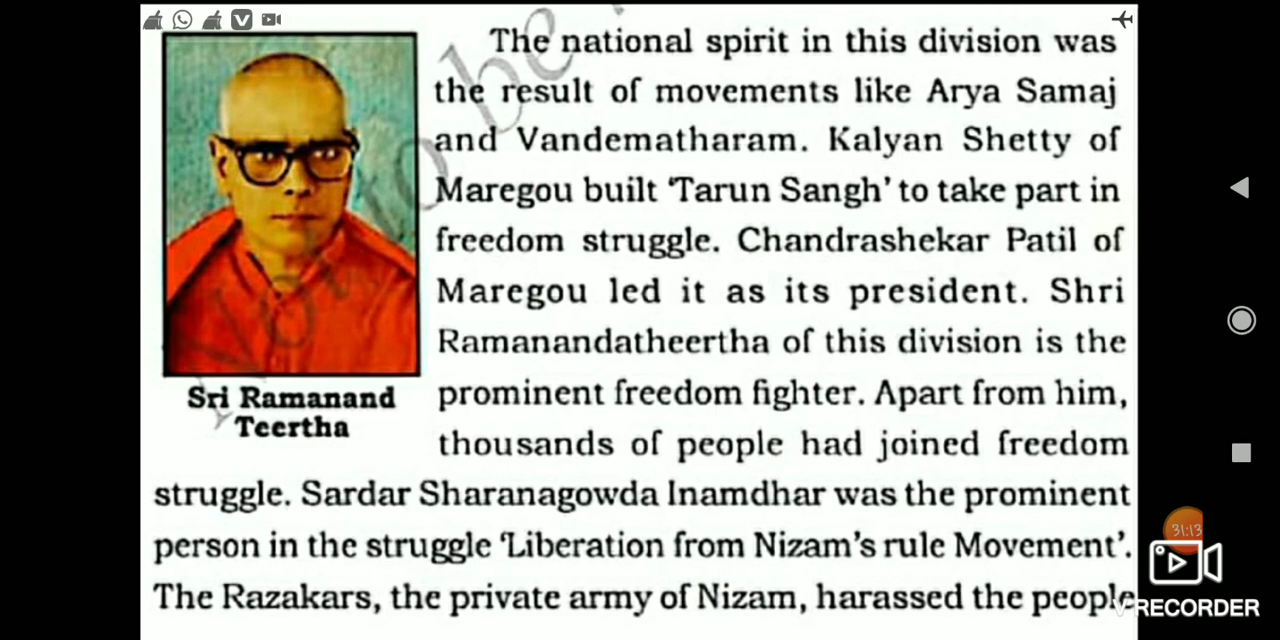 The national spirit in this division was
the result of movements like Arya Samaj
and Vandematharam. Kalyan Shetty of
Maregou built ‘Tarun Sangh’ to take part in
freedom struggle. Chandrashekar Patil of
Maregou led it as its president. Shri
Ramanandatheertha of this division is the
prominent freedom fighter. Apart from him,
thousands of people had joined freedom
Sri Ramanand
Teertha
struggle. Sardar Sharanagowda Inamdhar was the prominent
person in the struggle ‘Liberation from Nizam’s rule Movement’.
The Razakars, the private army of Nizam, harassed the people
31:13
V RECORDER